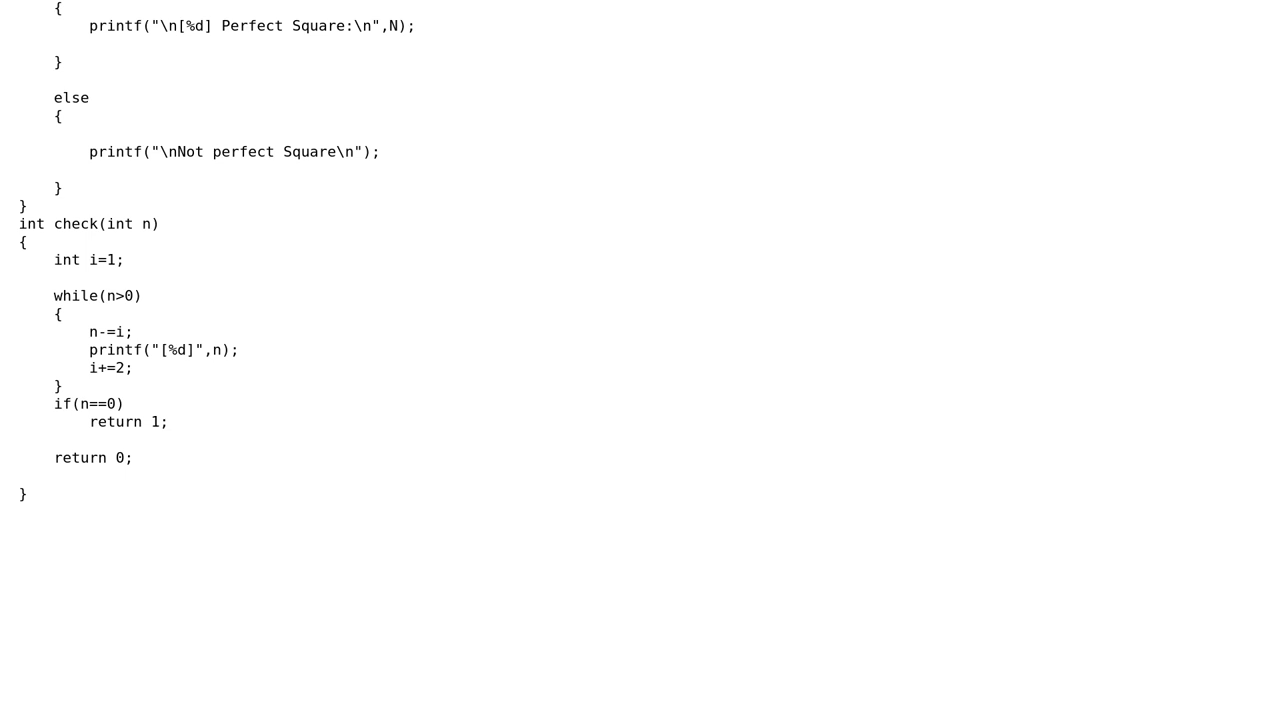 {
        printf("\n[%d] Perfect Square:\n",N);

    }

    else
    {

        printf("\nNot perfect Square\n");

    }
}
int check(int n)
{
    int i=1;

    while(n>0)
    {
        n-=i;
        printf("[%d]",n);
        i+=2;
    }
    if(n==0)
        return 1;

    return 0;

}